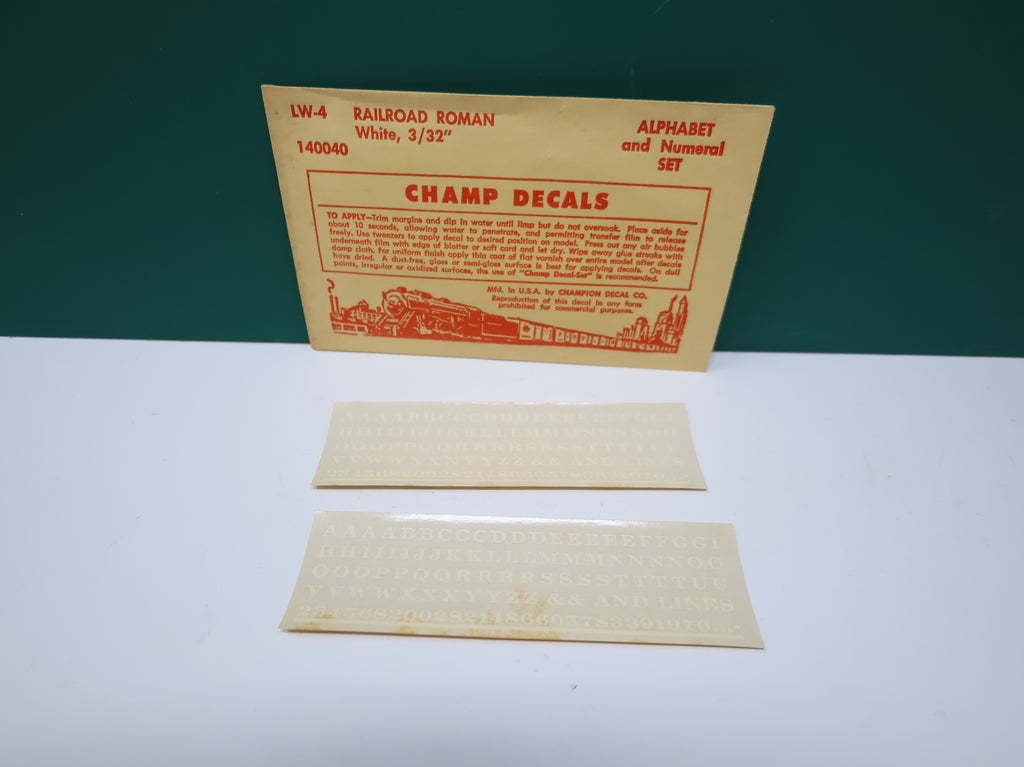 LW-4 RAILROAD ROMAN
White, 3/32"
140040
ALPHABET
and Numeral
SET
CHAMP DECALS
TO APPLY—Trim margins and dip in water until limp but do not oversoak. Place aside for
about 10 seconds, allowing water to penetrate, and permitting transfer film to release
freely. Use tweezers to apply decal to desired position on model. Press out any air bubbles
underneath film with edge of blotter or soft card and let dry. Wipe away glue streaks with
damp cloth. For uniform finish apply thin coat of flat varnish over entire model after decals
have dried. A dust-free, gloss or semi-gloss surface is best for applying decals. On dull
paints, irregular or oxidized surfaces, the use of "Champ Decal-Set" is recommended.
Mfd. in U.S.A. by CHAMPION DECAL CO.
Reproduction of this decal in any form
prohibited for commercial purposes.
VVWWXXXYYZZ && AND LINES
AAAABBCCCDDDDEEEEEEFFGGI
HHIIIIJJKKLLLMMMNNNNOO
OOOPPQORRRRRSSSSSTTTTTUU
VVWWXXXYYYZZ && AND LINES